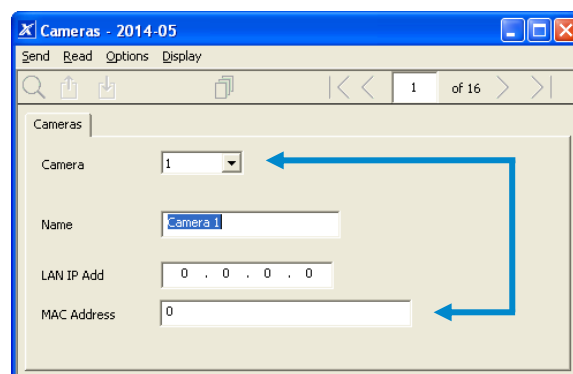 Cameras - 2014-05
Send Read Options Display
1 of 16
Cameras
Camera 1
Name Camera 1
LAN IP Add 0 . 0 . 0 . 0
MAC Address 0